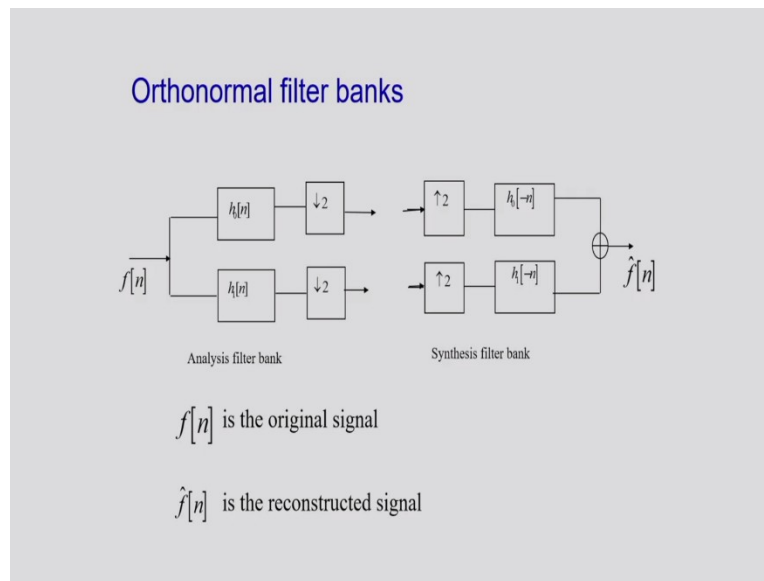 Orthonormal filter banks
h₀[n]
↓2
↑2
h₀[−n]
f[n]
f̂[n]
h₁[n]
↓2
↑2
h₁[−n]
Analysis filter bank
Synthesis filter bank
f[n] is the original signal
f̂[n] is the reconstructed signal